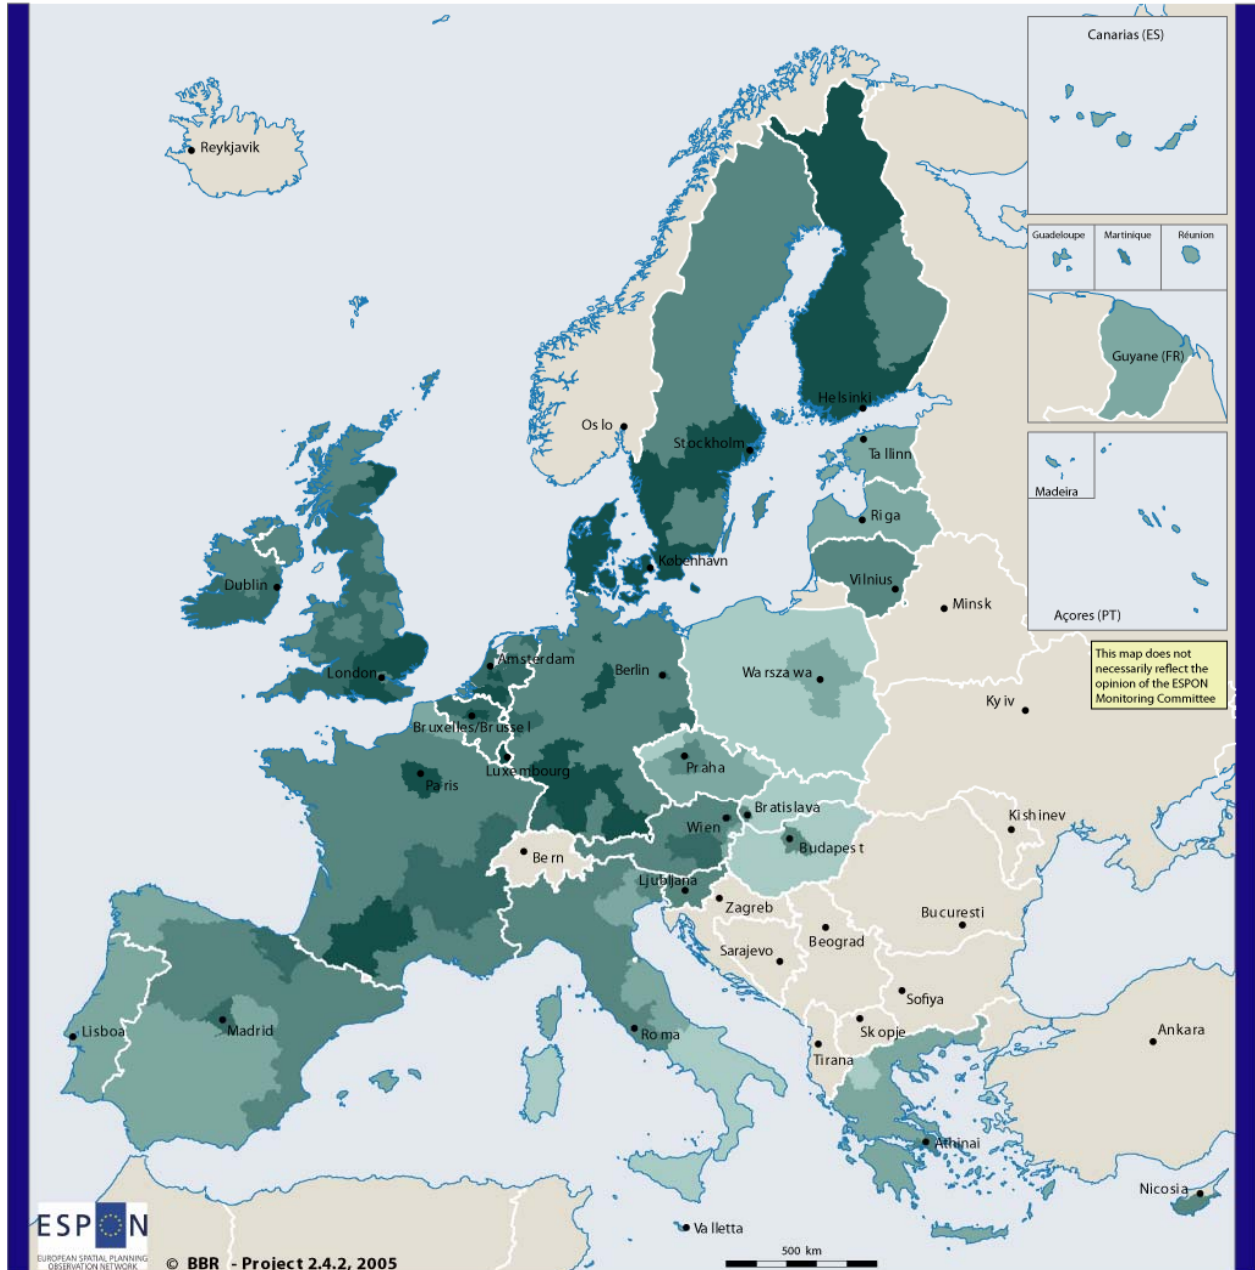 Canarias (ES)
Reykjavik
Guadeloupe
Martinique
Réunion
Guyane (FR)
Helsinki
Oslo
Stockholm
Tallinn
Madeira
Riga
København
Vilnius
Dublin
Minsk
Açores (PT)
This map does not
necessarily reflect the
opinion of the ESPON
Monitoring Committee
Amsterdam
London
Berlin
Warszawa
Kyiv
Bruxelles/Brussel
Luxembourg
Praha
Paris
Bratislava
Kishinev
Wien
Budapest
Bern
Ljubljana
Zagreb
Bucuresti
Beograd
Sarajevo
Sofiya
Lisboa
Madrid
Roma
Skopje
Ankara
Tirana
Athinai
Nicosia
ESPON
Valletta
EUROPEAN SPATIAL PLANNING
OBSERVATION NETWORK
© BBR - Project 2.4.2, 2005
500 km